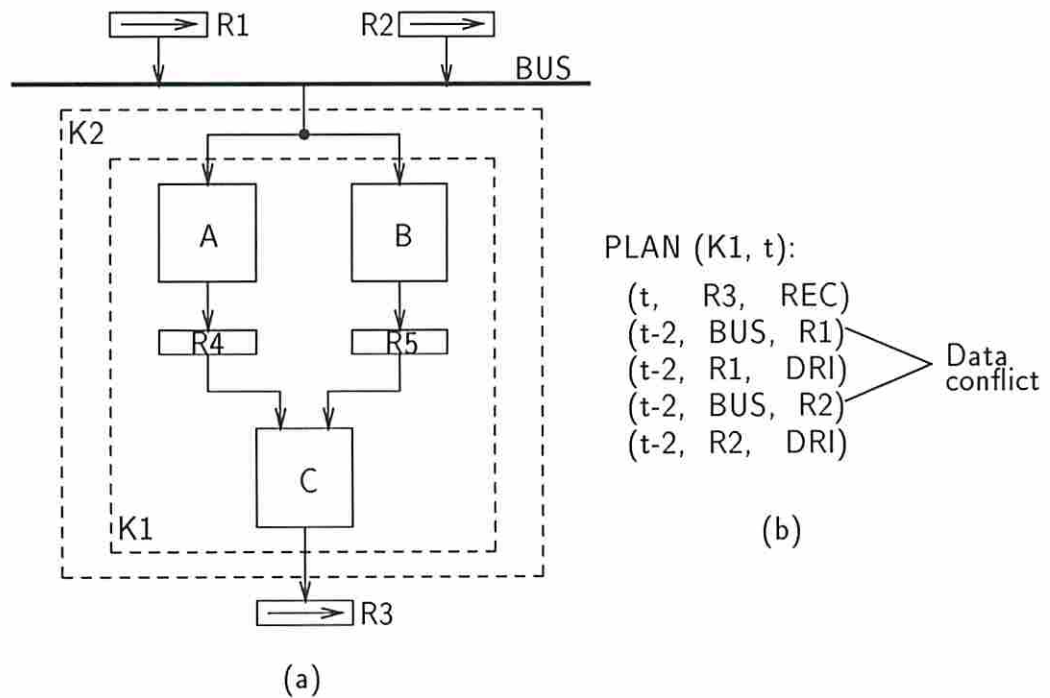 R1
R2
BUS
K2
A
B
R4
R5
C
K1
R3
(a)
PLAN (K1, t):
(t, R3, REC)
(t-2, BUS, R1)
(t-2, R1, DRI)
(t-2, BUS, R2)
(t-2, R2, DRI)
Data
conflict
(b)